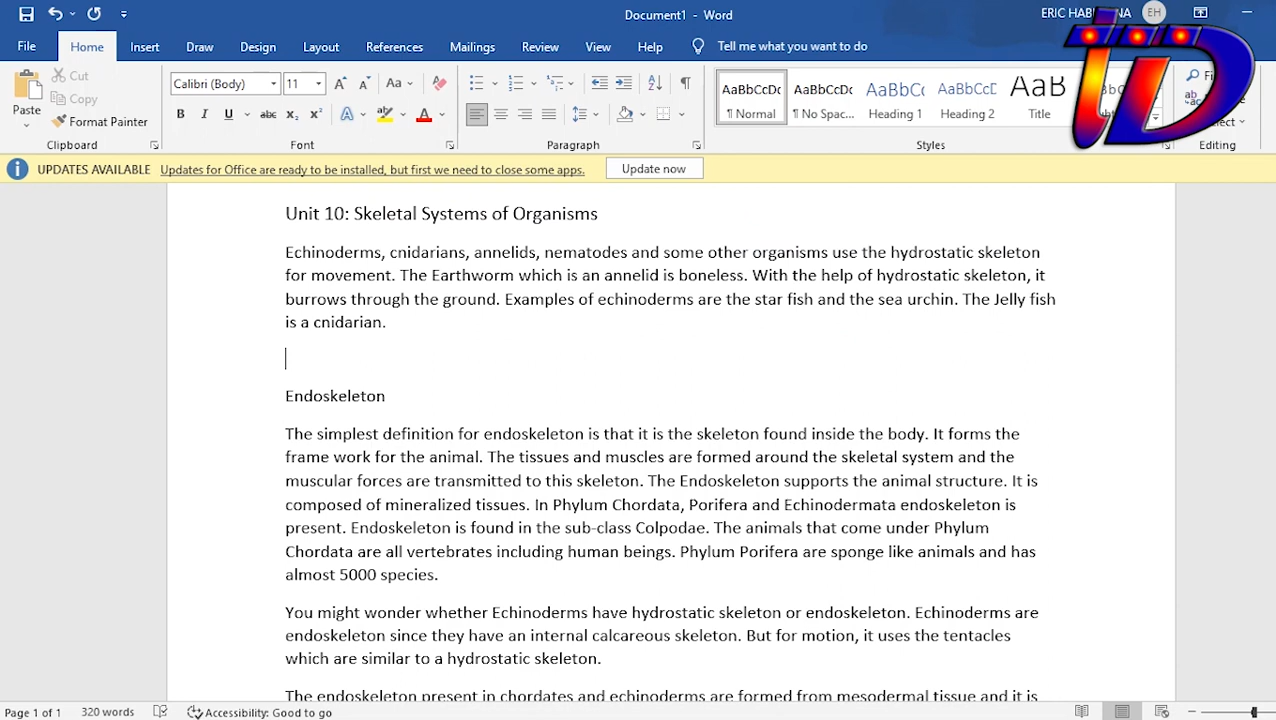 Document1 - Word
ERIC HAB
NA
EH
File
Home
Insert
Draw
Design
Layout
References
Mailings
Review
View
Help
Tell me what you want to do
Paste
Cut
Copy
Format Painter
Clipboard
Calibri (Body)
11
Font
Paragraph
AaBbCcDc
¶ Normal
AaBbCcDc
¶ No Spac...
AaBbCc
Heading 1
AaBbCcD
Heading 2
AaB
Title
Styles
Editing
tD
UPDATES AVAILABLE Updates for Office are ready to be installed, but first we need to close some apps. Update now
Unit 10: Skeletal Systems of Organisms
Echinoderms, cnidarians, annelids, nematodes and some other organisms use the hydrostatic skeleton
for movement. The Earthworm which is an annelid is boneless. With the help of hydrostatic skeleton, it
burrows through the ground. Examples of echinoderms are the star fish and the sea urchin. The Jelly fish
is a cnidarian.
Endoskeleton
The simplest definition for endoskeleton is that it is the skeleton found inside the body. It forms the
frame work for the animal. The tissues and muscles are formed around the skeletal system and the
muscular forces are transmitted to this skeleton. The Endoskeleton supports the animal structure. It is
composed of mineralized tissues. In Phylum Chordata, Porifera and Echinodermata endoskeleton is
present. Endoskeleton is found in the sub-class Colpodae. The animals that come under Phylum
Chordata are all vertebrates including human beings. Phylum Porifera are sponge like animals and has
almost 5000 species.
You might wonder whether Echinoderms have hydrostatic skeleton or endoskeleton. Echinoderms are
endoskeleton since they have an internal calcareous skeleton. But for motion, it uses the tentacles
which are similar to a hydrostatic skeleton.
The endoskeleton present in chordates and echinoderms are formed from mesodermal tissue and it is
Page 1 of 1
320 words
Accessibility: Good to go